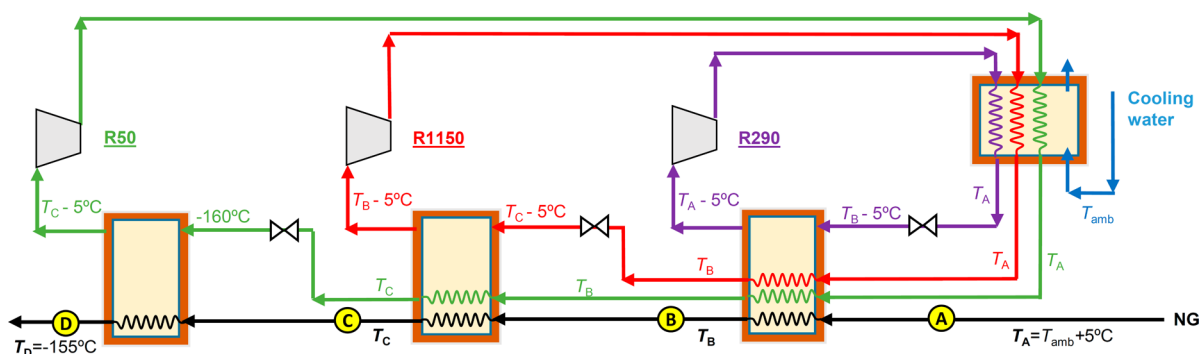 Cooling
water
R50
R1150
R290
T_C - 5ºC
-160ºC
T_B - 5ºC
T_C - 5ºC
T_A - 5ºC
T_B - 5ºC
T_A
T_amb
T_C
T_B
T_B
T_A
T_A
D
C
B
A
NG
T_D=-155ºC
T_C
T_B
T_A=T_amb+5ºC